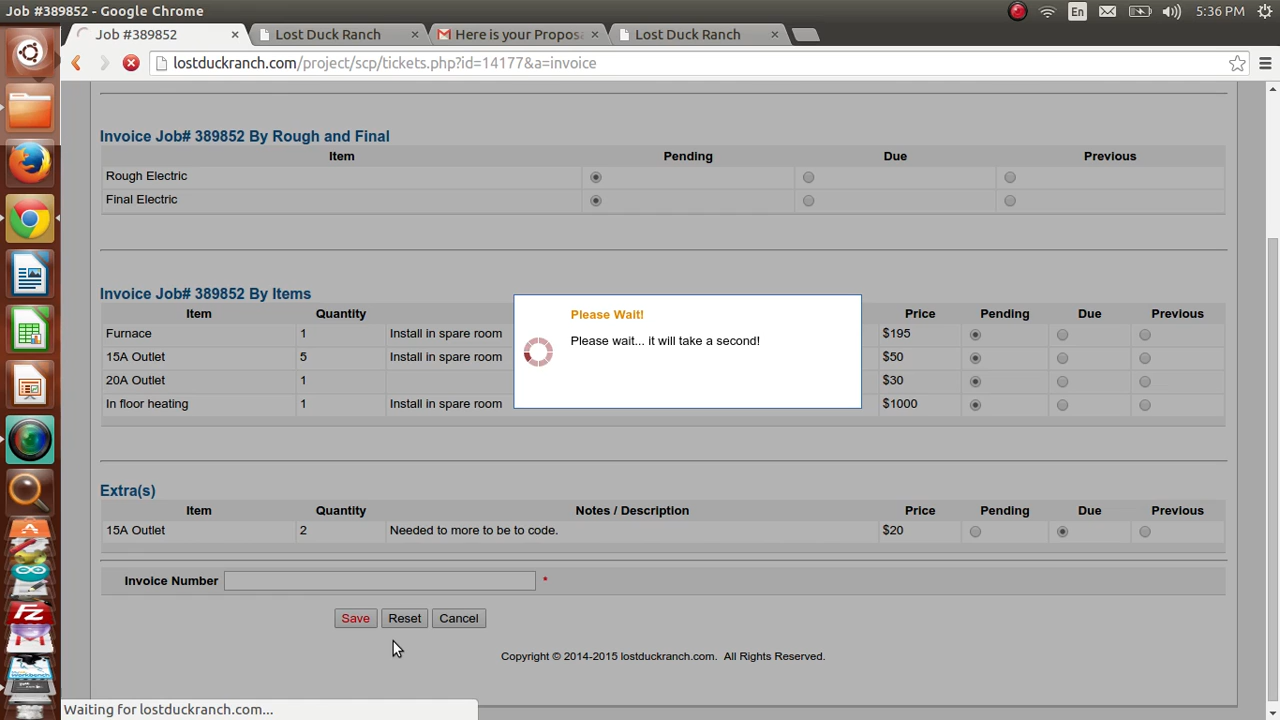 Job #389852 - Google Chrome
En
5:36 PM
Job #389852
Lost Duck Ranch
Here is your Propos
Lost Duck Ranch
lostduckranch.com/project/scp/tickets.php?id=14177&a=invoice
Invoice Job# 389852 By Rough and Final
Item Pending Due Previous
Rough Electric
Final Electric
Invoice Job# 389852 By Items
Item Quantity Price Pending Due Previous
Furnace 1 Install in spare room $195
15A Outlet 5 Install in spare room $50
20A Outlet 1 $30
In floor heating 1 Install in spare room $1000
Please Wait!
Please wait... it will take a second!
Extra(s)
Item Quantity Notes / Description Price Pending Due Previous
15A Outlet 2 Needed to more to be to code. $20
Invoice Number *
Save Reset Cancel
Copyright © 2014-2015 lostduckranch.com. All Rights Reserved.
Waiting for lostduckranch.com...